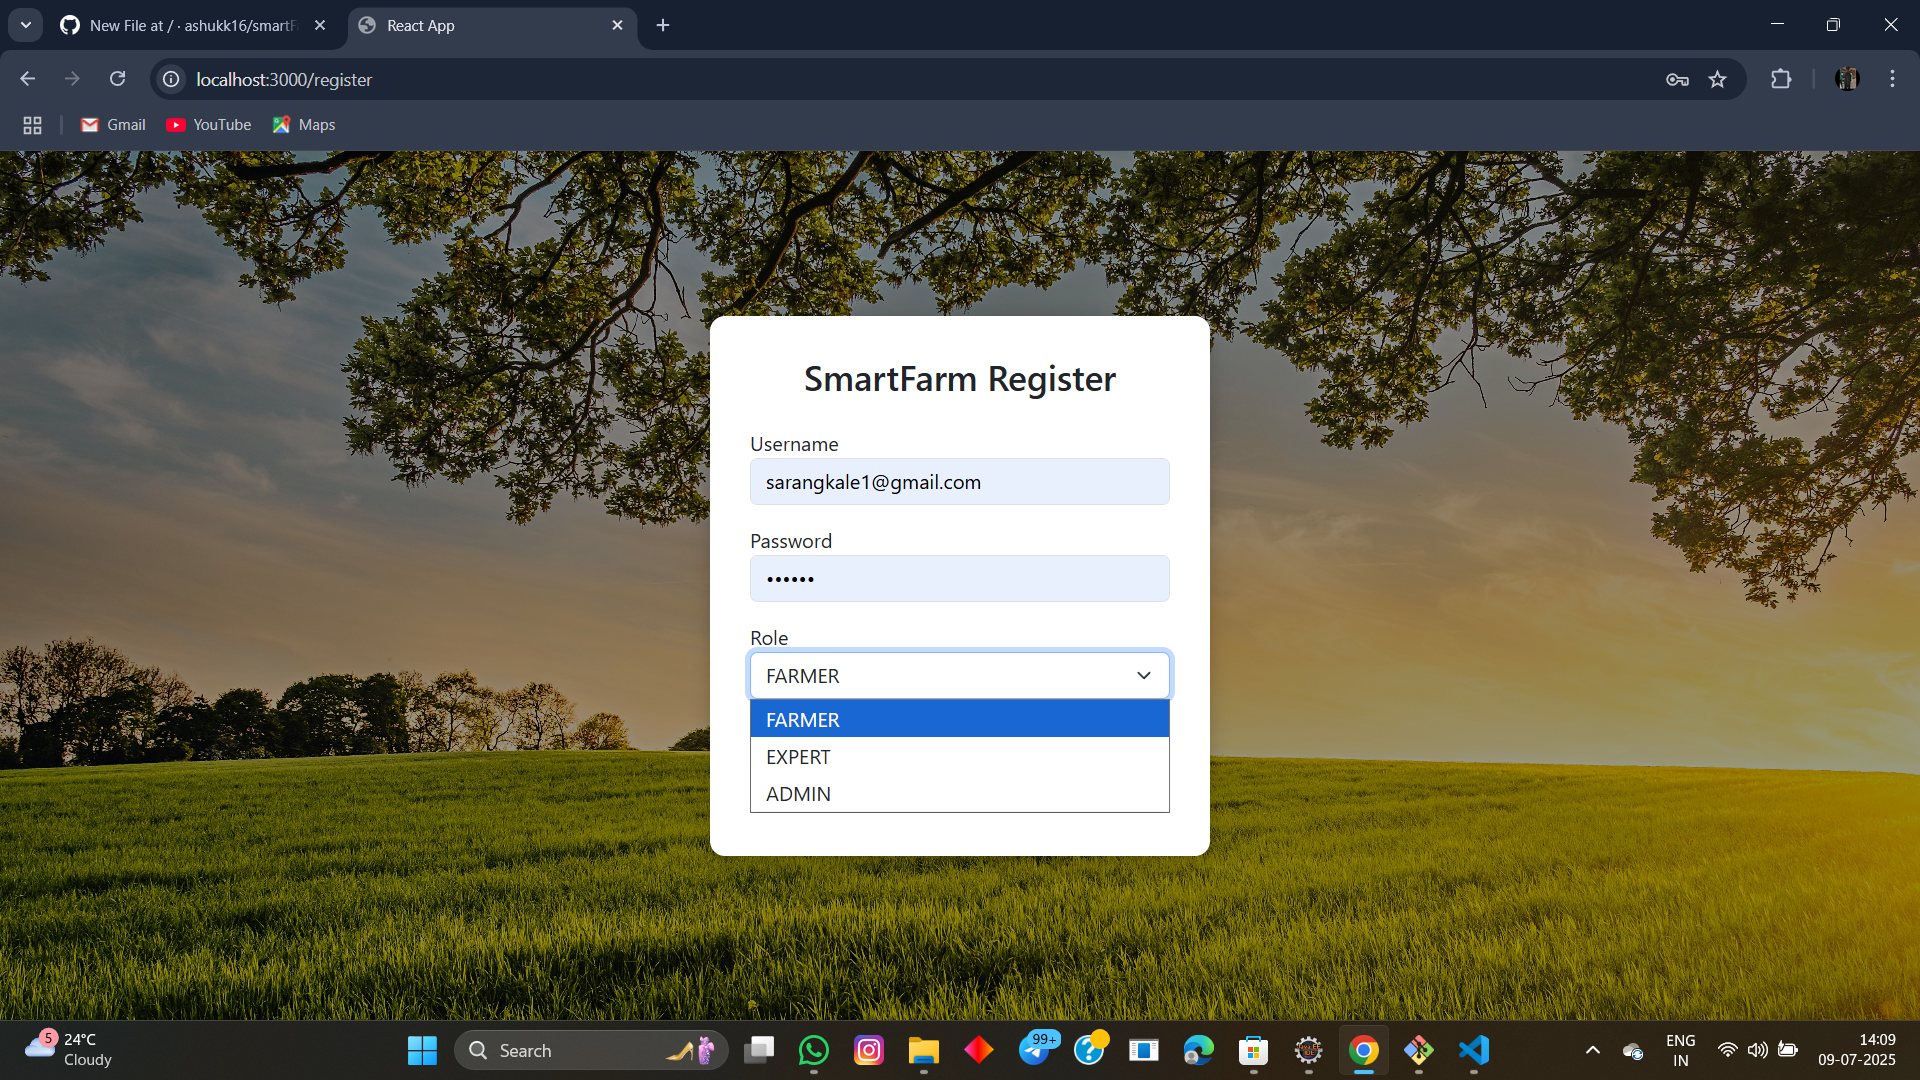 New File at / · ashukk16/smartF
React App
localhost:3000/register
Gmail
YouTube
Maps
SmartFarm Register
Username
sarangkale1@gmail.com
Password
••••••
Role
FARMER
FARMER
EXPERT
ADMIN
5
24°C
Cloudy
Search
99+
ENG
IN
14:09
09-07-2025